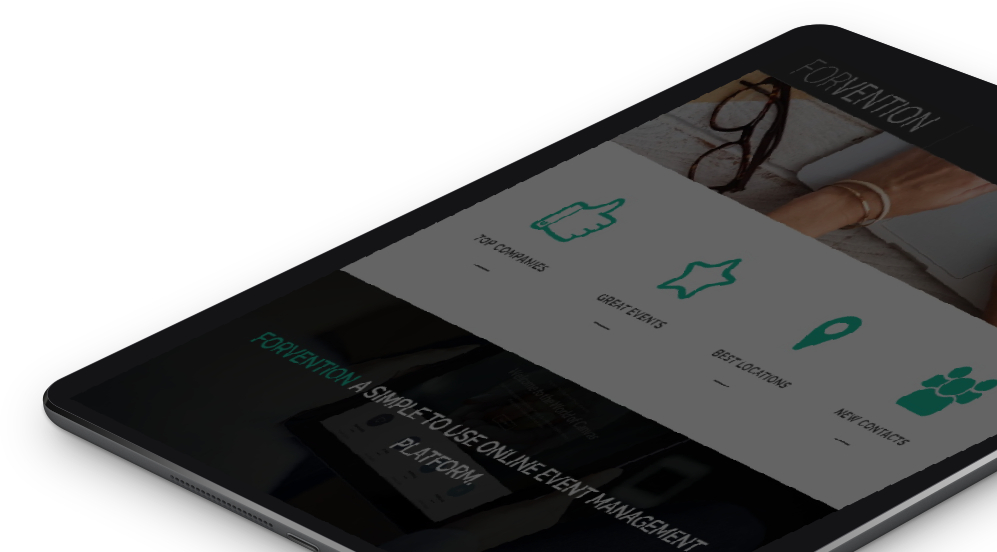 FORVENTION
TOP COMPANIES
GREAT EVENTS
BEST LOCATIONS
NEW CONTACTS
FORVENTION A SIMPLE TO USE ONLINE EVENT MANAGEMENT
PLATFORM.